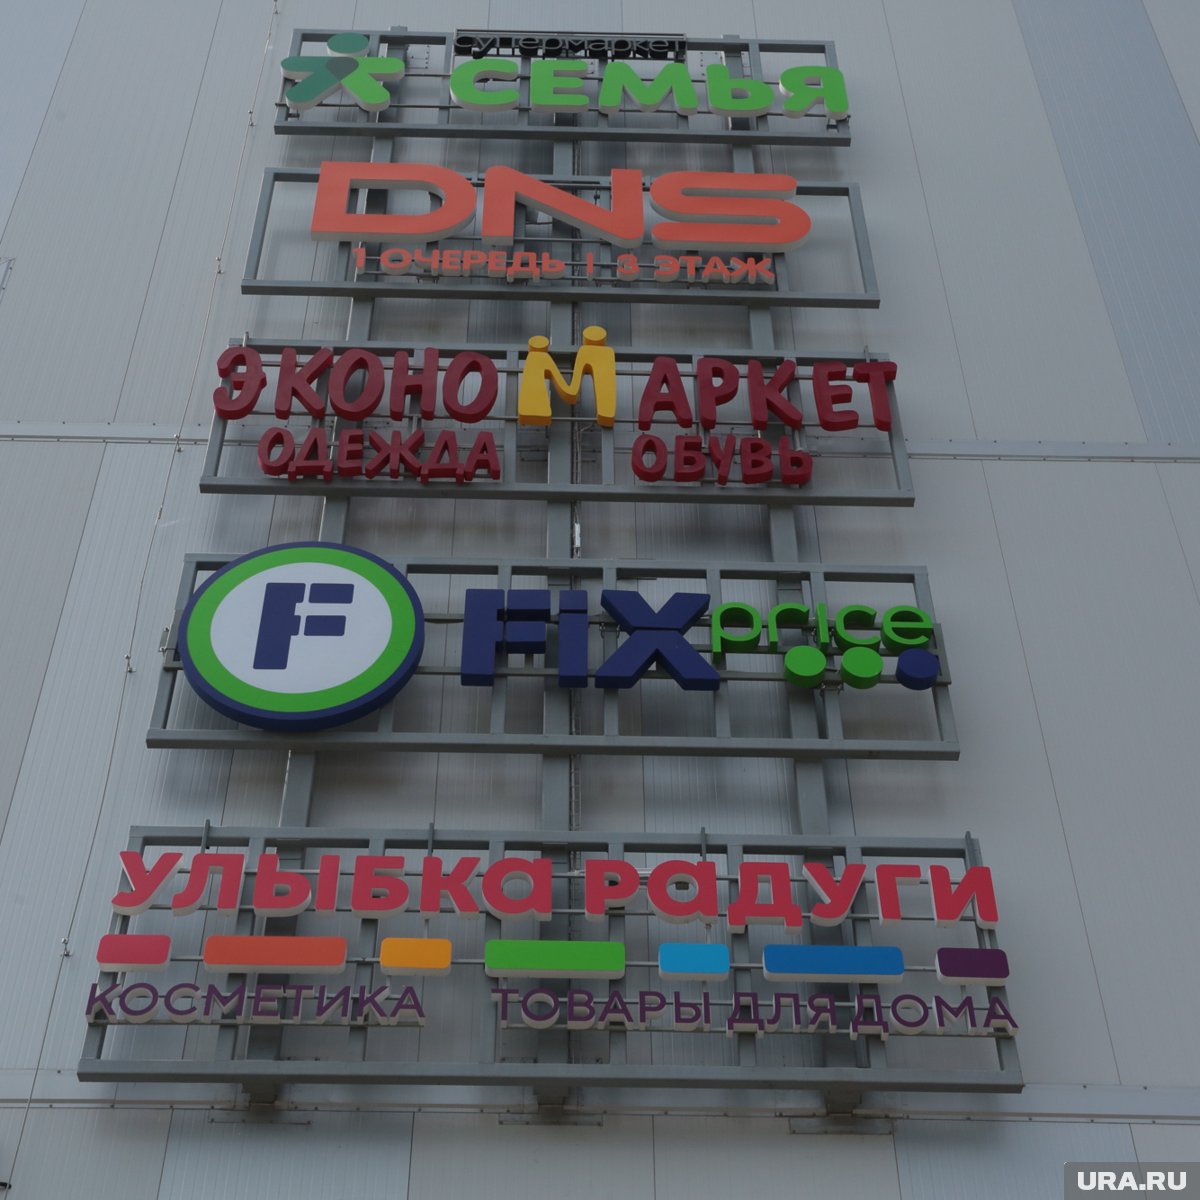 супермаркет
СЕМЬЯ
DNS
1 ОЧЕРЕДЬ | 3 ЭТАЖ
ЭКОНОМАРКЕТ
ОДЕЖДА ОБУВЬ
F FiX price
УЛЫБКА РАДУГИ
КОСМЕТИКА ТОВАРЫ ДЛЯ ДОМА
URA.RU